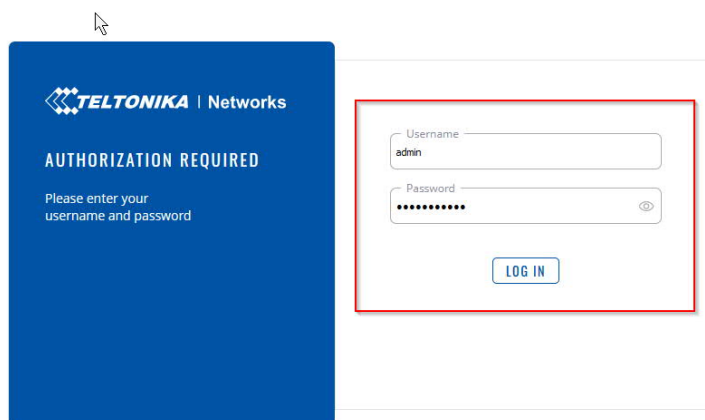 TELTONIKA | Networks
AUTHORIZATION REQUIRED
Please enter your
username and password
Username
admin
Password
•••••••••••
LOG IN